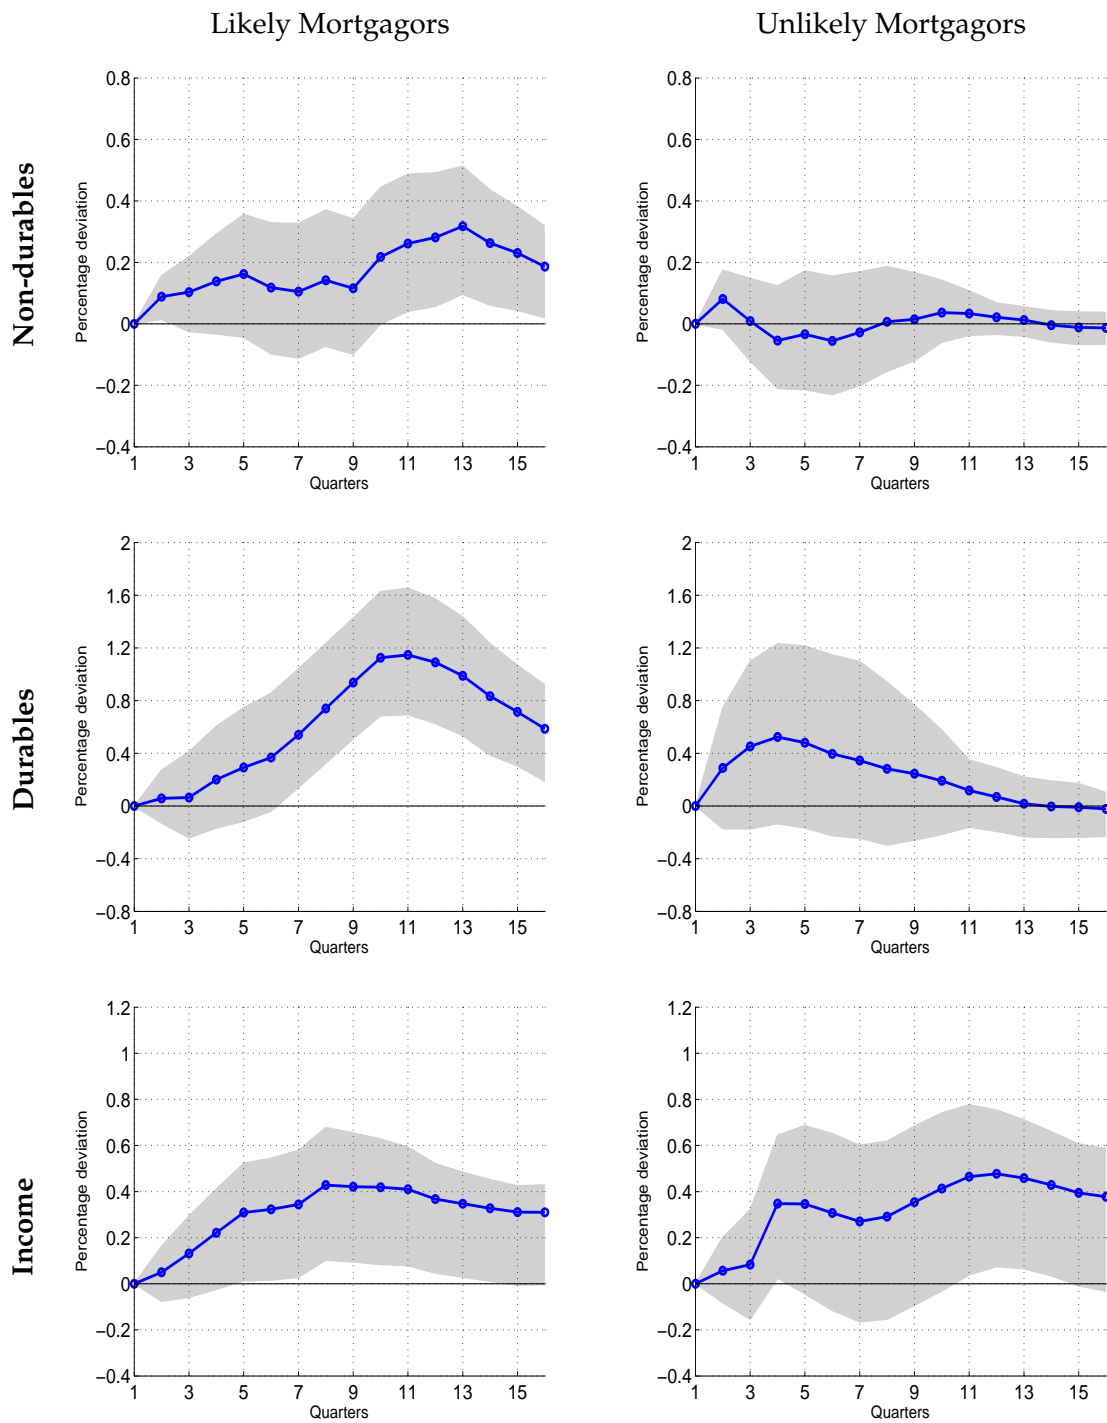 Likely Mortgagors
Unlikely Mortgagors
Non-durables
Percentage deviation
0.8
0.6
0.4
0.2
0
−0.2
−0.4
1 3 5 7 9 11 13 15
Quarters
Percentage deviation
0.8
0.6
0.4
0.2
0
−0.2
−0.4
1 3 5 7 9 11 13 15
Quarters
Durables
Percentage deviation
2
1.6
1.2
0.8
0.4
0
−0.4
−0.8
1 3 5 7 9 11 13 15
Quarters
Percentage deviation
2
1.6
1.2
0.8
0.4
0
−0.4
−0.8
1 3 5 7 9 11 13 15
Quarters
Income
Percentage deviation
1.2
1
0.8
0.6
0.4
0.2
0
−0.2
−0.4
1 3 5 7 9 11 13 15
Quarters
Percentage deviation
1.2
1
0.8
0.6
0.4
0.2
0
−0.2
−0.4
1 3 5 7 9 11 13 15
Quarters